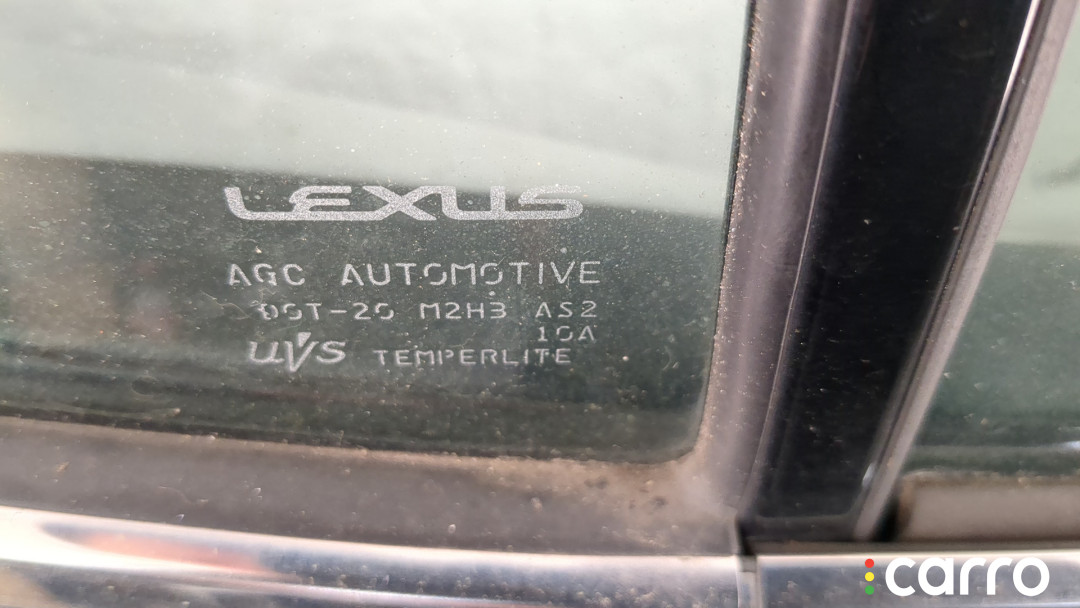 LEXUS
AGC AUTOMOTIVE
DOT-20 M2H3 AS2
10A
UVS TEMPERLITE
carro